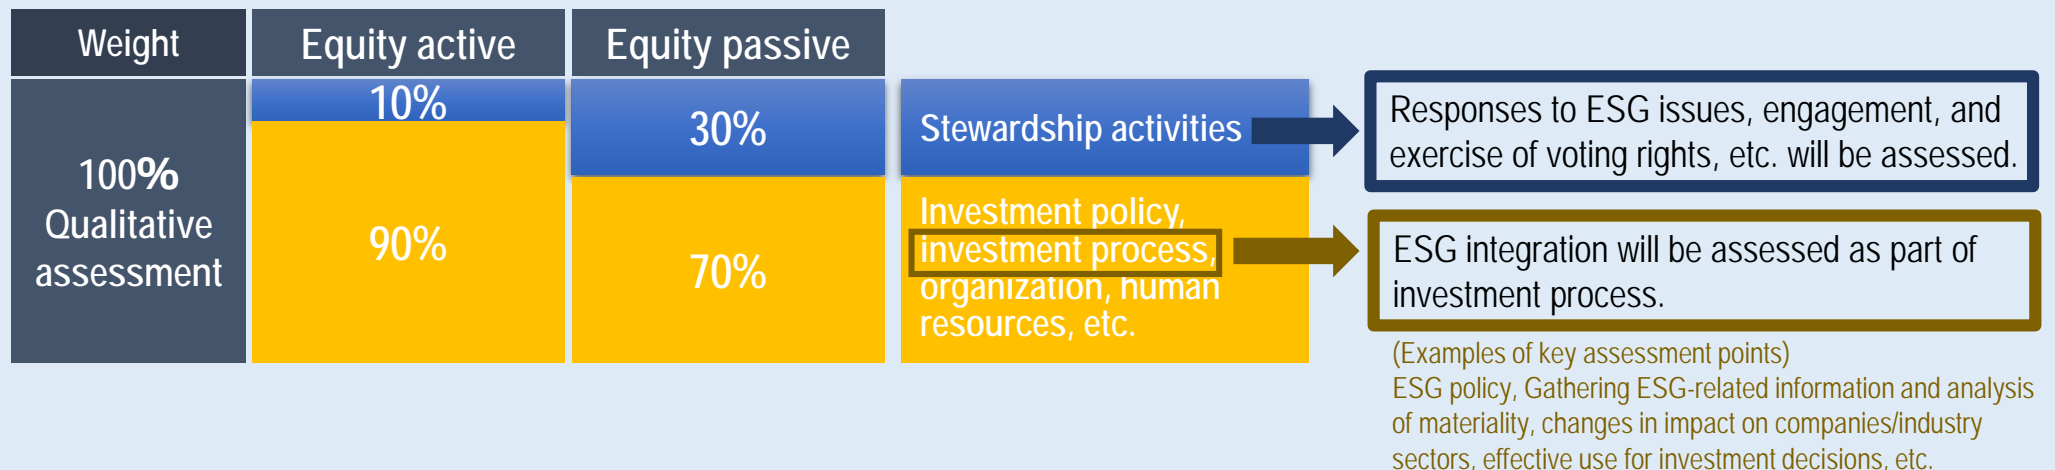 Weight
Equity active
Equity passive
100%
Qualitative
assessment
10%
90%
30%
70%
Stewardship activities
Investment policy,
investment process,
organization, human
resources, etc.
Responses to ESG issues, engagement, and
exercise of voting rights, etc. will be assessed.
ESG integration will be assessed as part of
investment process.
(Examples of key assessment points)
ESG policy, Gathering ESG-related information and analysis
of materiality, changes in impact on companies/industry
sectors, effective use for investment decisions, etc.